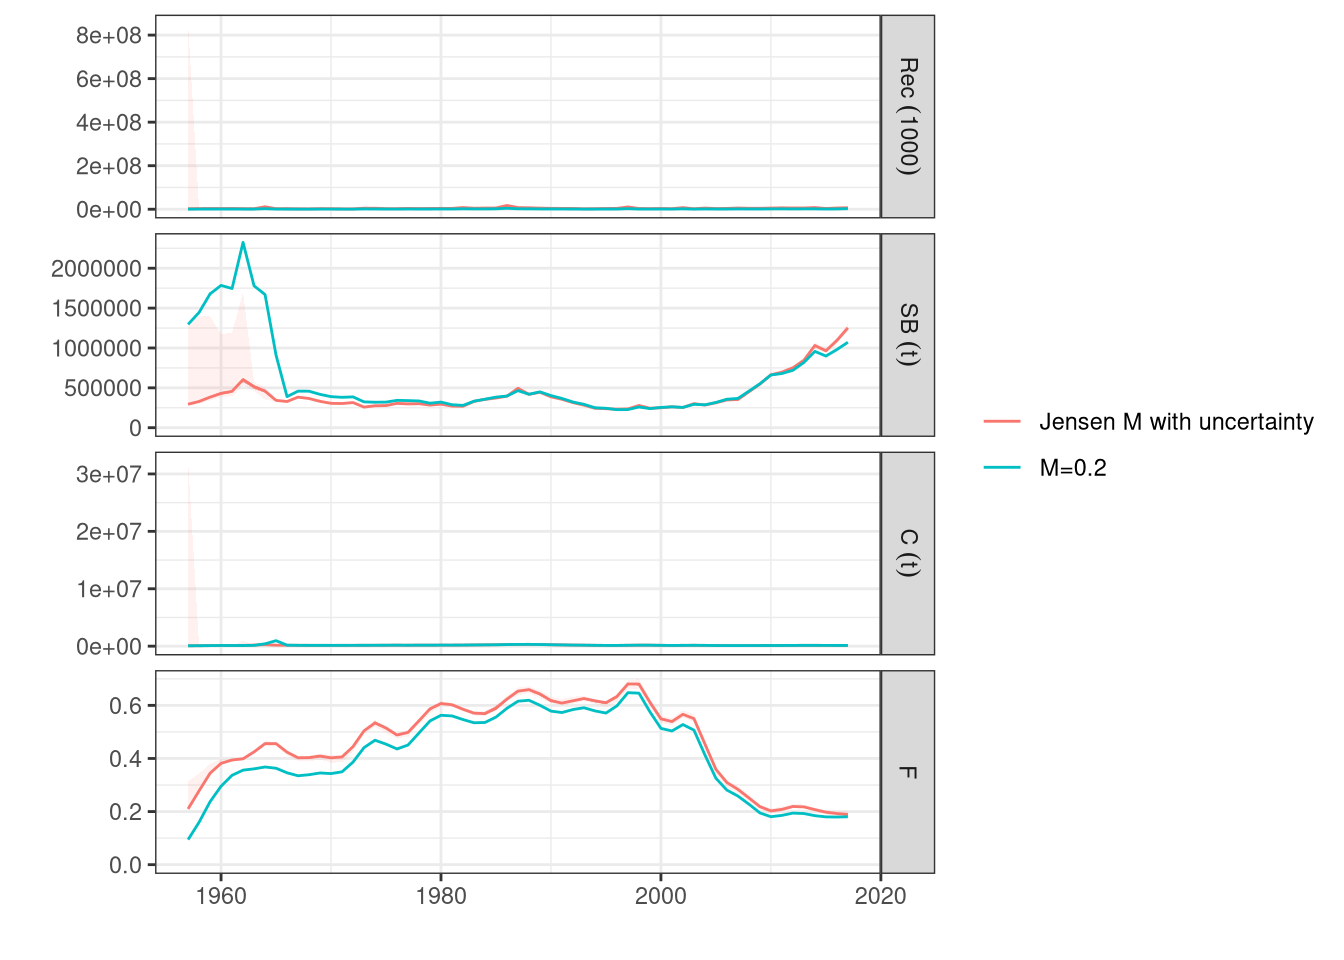 8e+08
6e+08
4e+08
2e+08
0e+00
Rec (1000)
2000000
1500000
1000000
500000
0
SB (t)
3e+07
2e+07
1e+07
0e+00
C (t)
0.6
0.4
0.2
0.0
F
1960
1980
2000
2020
Jensen M with uncertainty
M=0.2